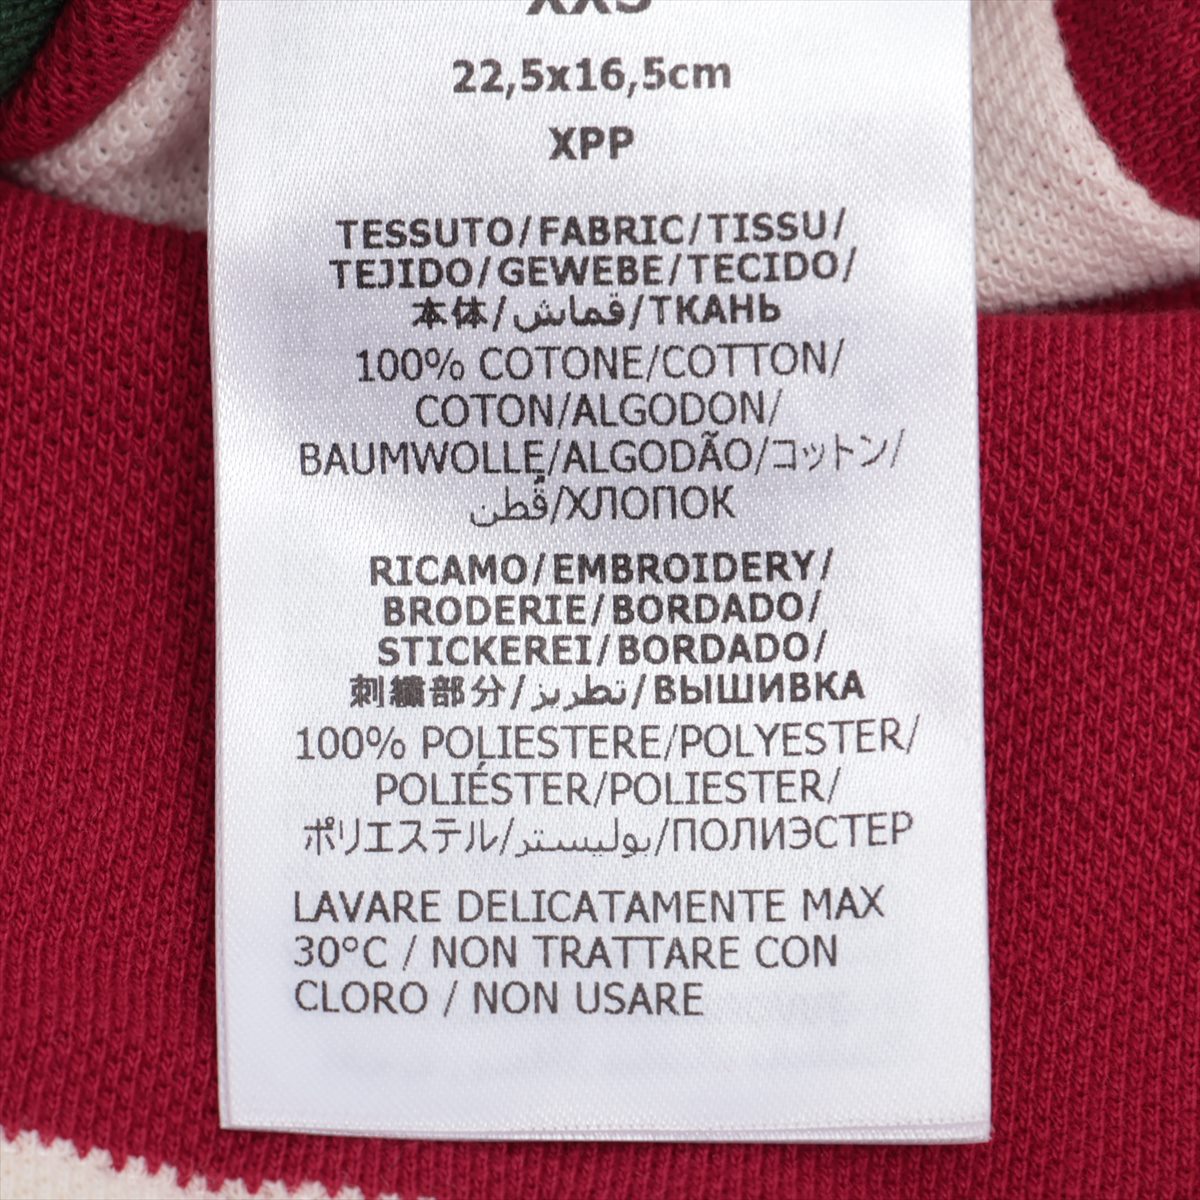 XXS
22,5x16,5cm
XPP
TESSUTO/FABRIC/TISSU/
TEJIDO/GEWEBE/TECIDO/
本体/قماش/ТКАНЬ
100% COTONE/COTTON/
COTON/ALGODON/
BAUMWOLLE/ALGODÃO/コットン/
قُطن/ХЛОПОК
RICAMO/EMBROIDERY/
BRODERIE/BORDADO/
STICKEREI/BORDADO/
刺繍部分/تطريز/ВЫШИВКА
100% POLIESTERE/POLYESTER/
POLIÉSTER/POLIESTER/
ポリエステル/بوليستر/ПОЛИЭСТЕР
LAVARE DELICATAMENTE MAX
30°C / NON TRATTARE CON
CLORO / NON USARE